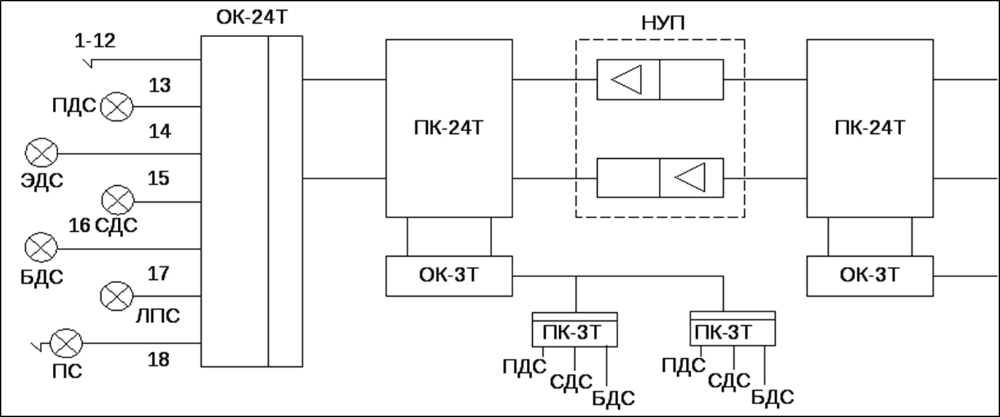 ОК-24Т
НУП
1-12
13
ПДС
14
ЭДС
15
16 СДС
БДС
17
ЛПС
ПС
18
ПК-24Т
ПК-24Т
ОК-3Т
ОК-3Т
ПК-3Т
ПК-3Т
ПДС
СДС
БДС
ПДС
СДС
БДС